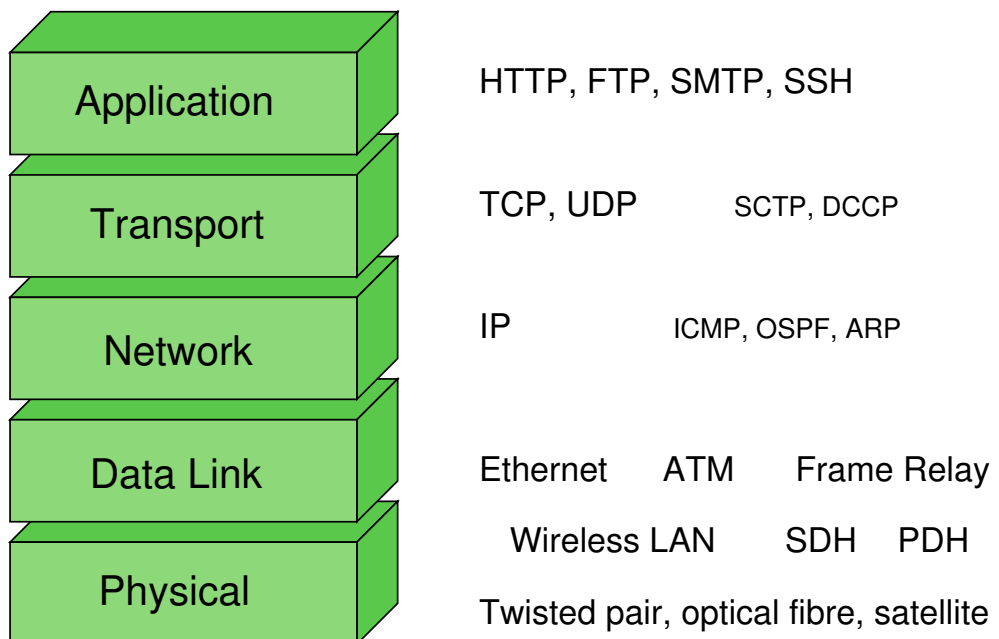 Application HTTP, FTP, SMTP, SSH
Transport TCP, UDP SCTP, DCCP
Network IP ICMP, OSPF, ARP
Data Link Ethernet ATM Frame Relay
Wireless LAN SDH PDH
Physical
Twisted pair, optical fibre, satellite